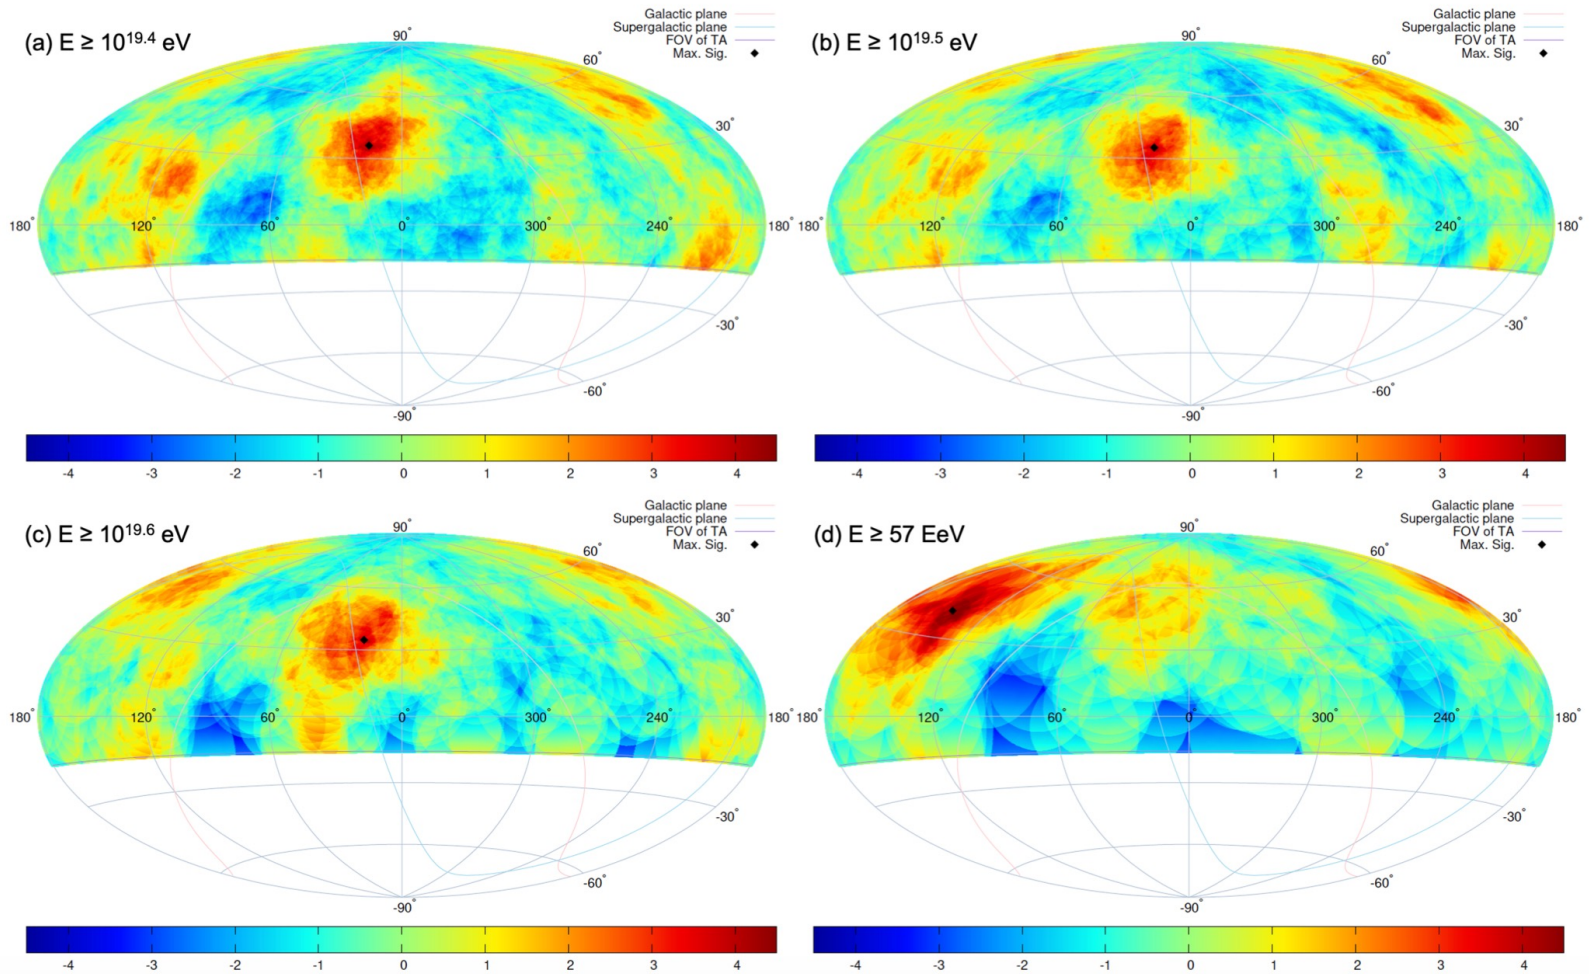 (a) E ≥ 10^19.4 eV
Galactic plane
Supergalactic plane
FOV of TA
Max. Sig.
90°
60°
30°
180° 120° 60° 0° 300° 240° 180°
-30°
-60°
-90°
-4 -3 -2 -1 0 1 2 3 4
(b) E ≥ 10^19.5 eV
Galactic plane
Supergalactic plane
FOV of TA
Max. Sig.
90°
60°
30°
180° 120° 60° 0° 300° 240° 180°
-30°
-60°
-90°
-4 -3 -2 -1 0 1 2 3 4
(c) E ≥ 10^19.6 eV
Galactic plane
Supergalactic plane
FOV of TA
Max. Sig.
90°
60°
30°
180° 120° 60° 0° 300° 240° 180°
-30°
-60°
-90°
-4 -3 -2 -1 0 1 2 3 4
(d) E ≥ 57 EeV
Galactic plane
Supergalactic plane
FOV of TA
Max. Sig.
90°
60°
30°
180° 120° 60° 0° 300° 240° 180°
-30°
-60°
-90°
-4 -3 -2 -1 0 1 2 3 4